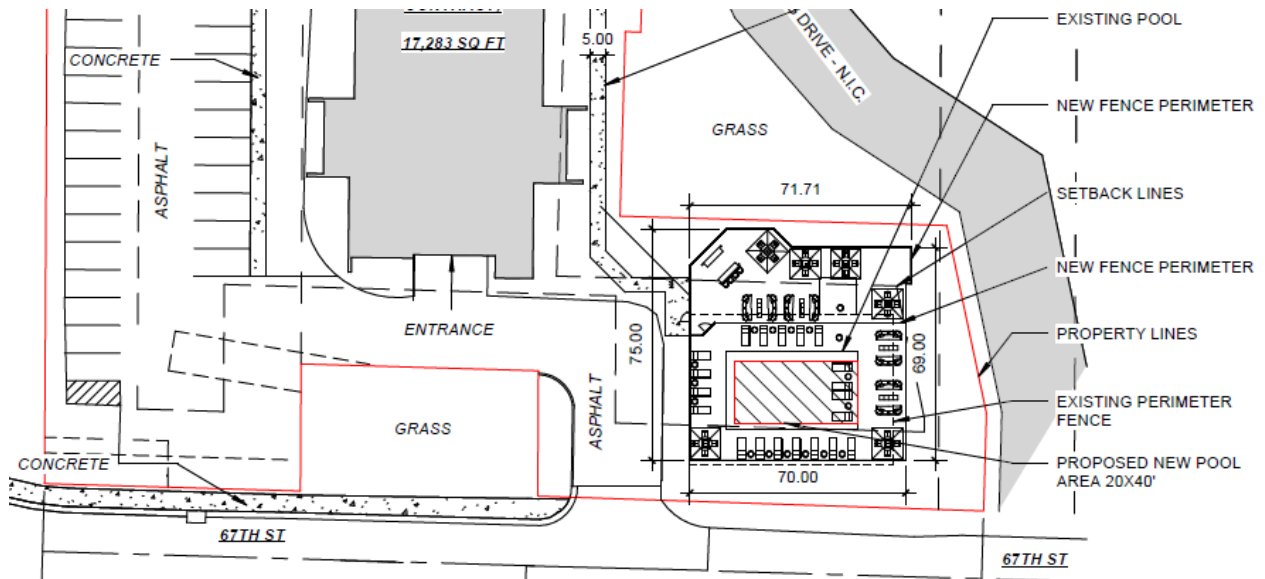 EXISTING POOL
17,283 SQ FT
5.00
CONCRETE
DRIVE - N.I.C.
NEW FENCE PERIMETER
GRASS
ASPHALT
71.71
SETBACK LINES
NEW FENCE PERIMETER
ENTRANCE
75.00
69.00
PROPERTY LINES
ASPHALT
GRASS
EXISTING PERIMETER
FENCE
CONCRETE
70.00
PROPOSED NEW POOL
AREA 20X40'
67TH ST
67TH ST